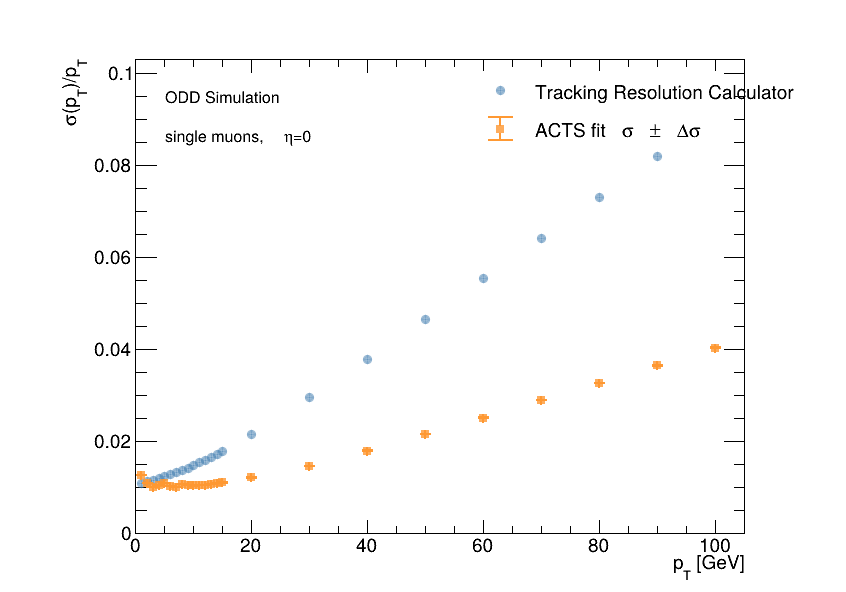 σ(p_T)/p_T
0.1
0.08
0.06
0.04
0.02
0
ODD Simulation
single muons, η=0
Tracking Resolution Calculator
ACTS fit σ ± Δσ
0 20 40 60 80 100
p_T [GeV]